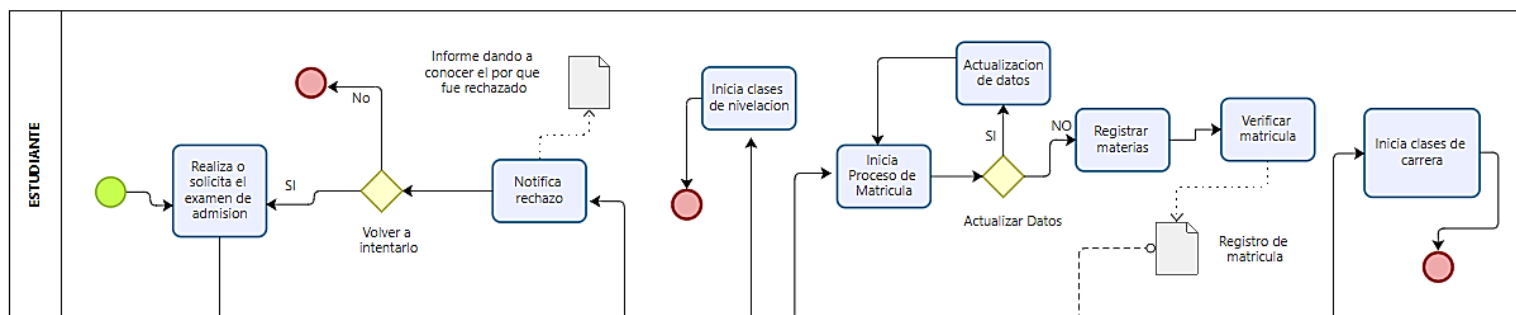 ESTUDIANTE
Realiza o
solicita el
examen de
admision
SI
No
Volver a
intentarlo
Informe dando a
conocer el por que
fue rechazado
Notifica
rechazo
Inicia clases
de nivelacion
Inicia
Proceso de
Matricula
Actualizacion
de datos
SI
Actualizar Datos
NO
Registrar
materias
Verificar
matricula
Registro de
matricula
Inicia clases de
carrera